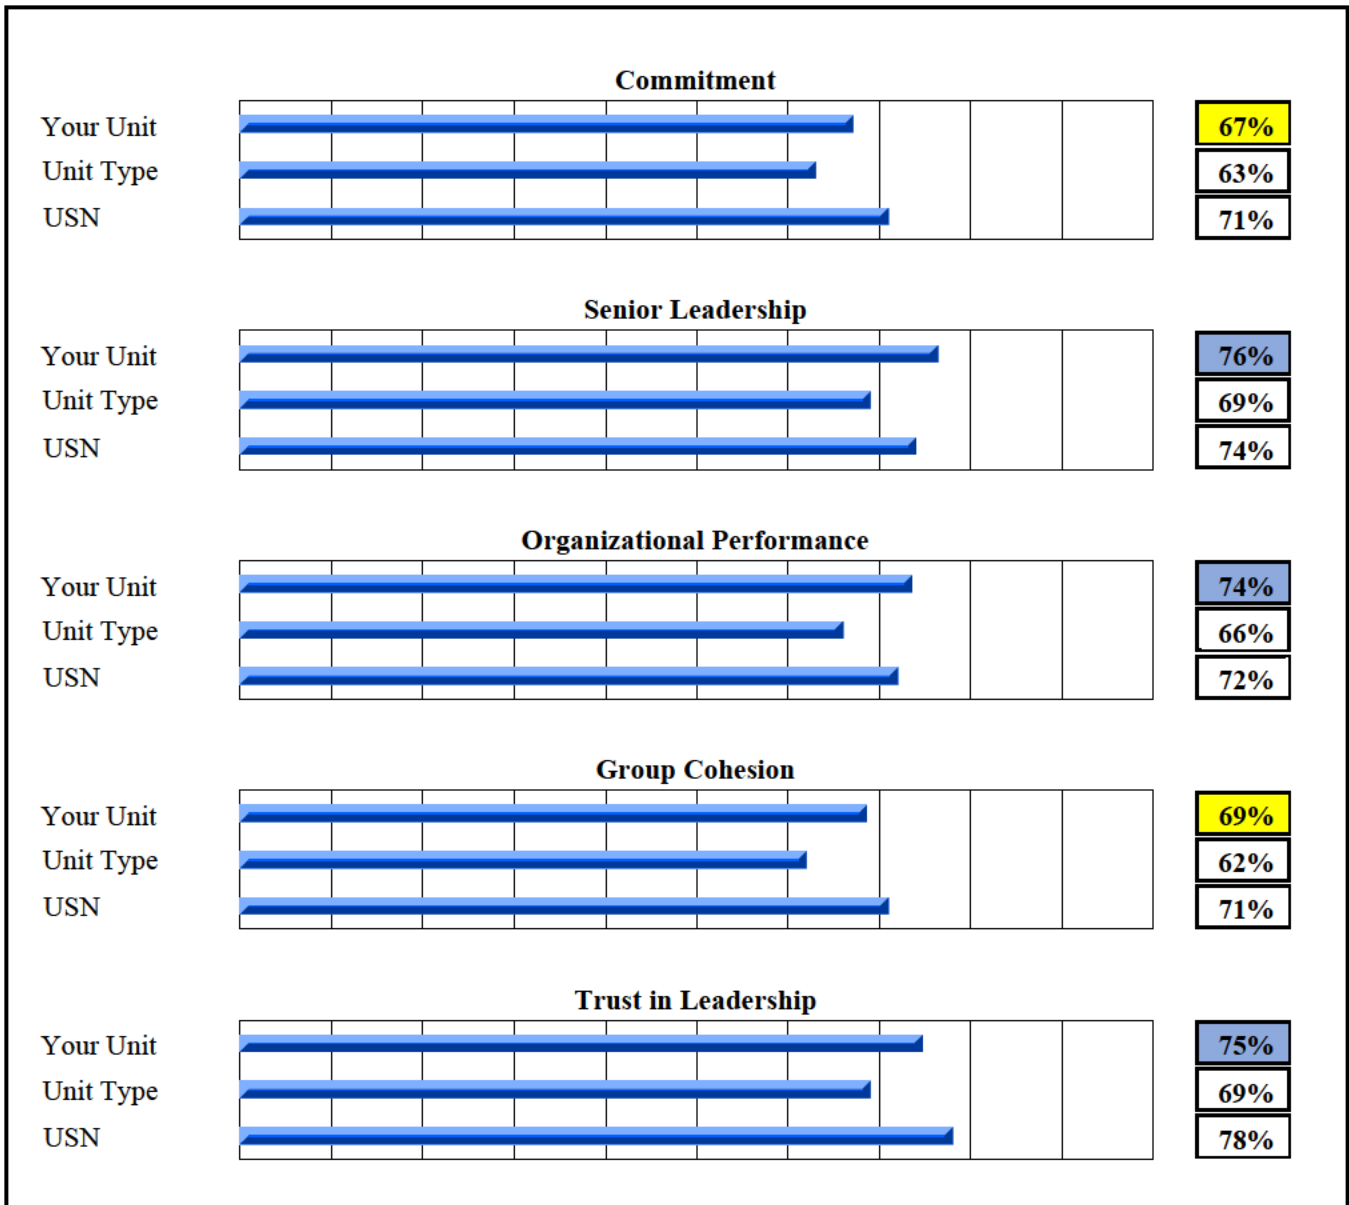 Commitment
Your Unit 67%
Unit Type 63%
USN 71%
Senior Leadership
Your Unit 76%
Unit Type 69%
USN 74%
Organizational Performance
Your Unit 74%
Unit Type 66%
USN 72%
Group Cohesion
Your Unit 69%
Unit Type 62%
USN 71%
Trust in Leadership
Your Unit 75%
Unit Type 69%
USN 78%